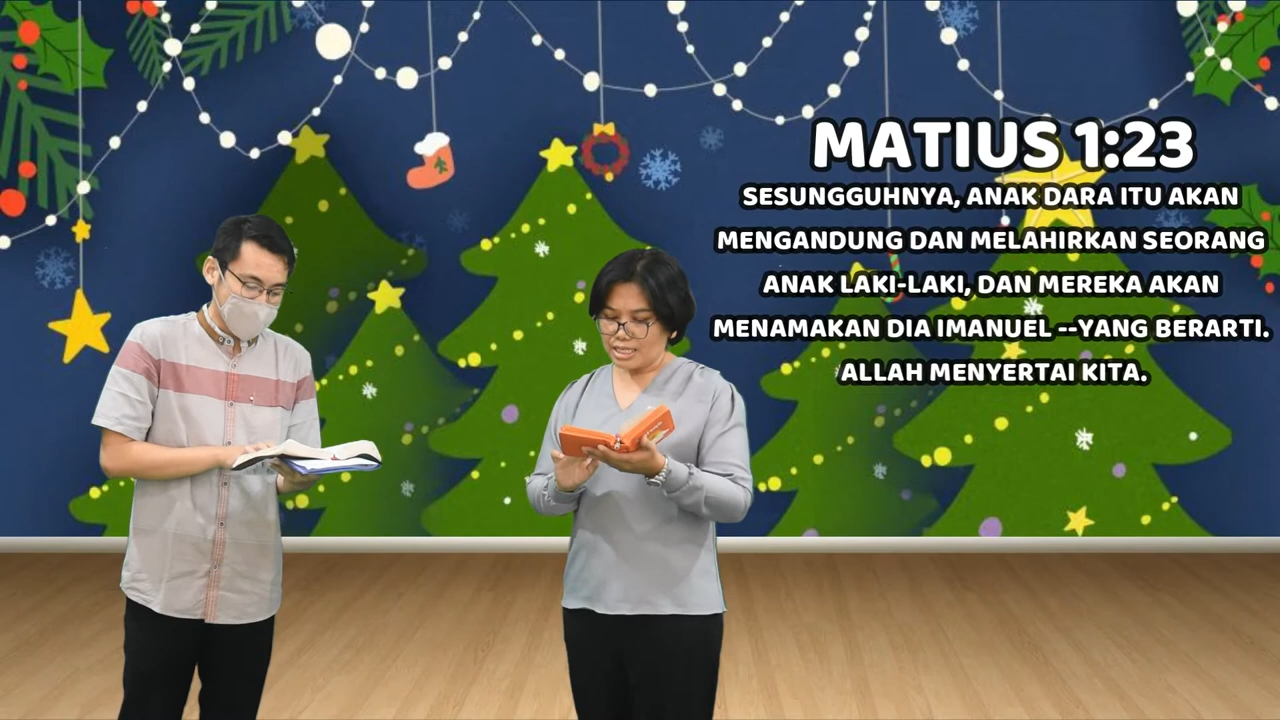 MATIUS 1:23
SESUNGGUHNYA, ANAK DARA ITU AKAN
MENGANDUNG DAN MELAHIRKAN SEORANG
ANAK LAKI-LAKI, DAN MEREKA AKAN
MENAMAKAN DIA IMANUEL --YANG BERARTI.
ALLAH MENYERTAI KITA.